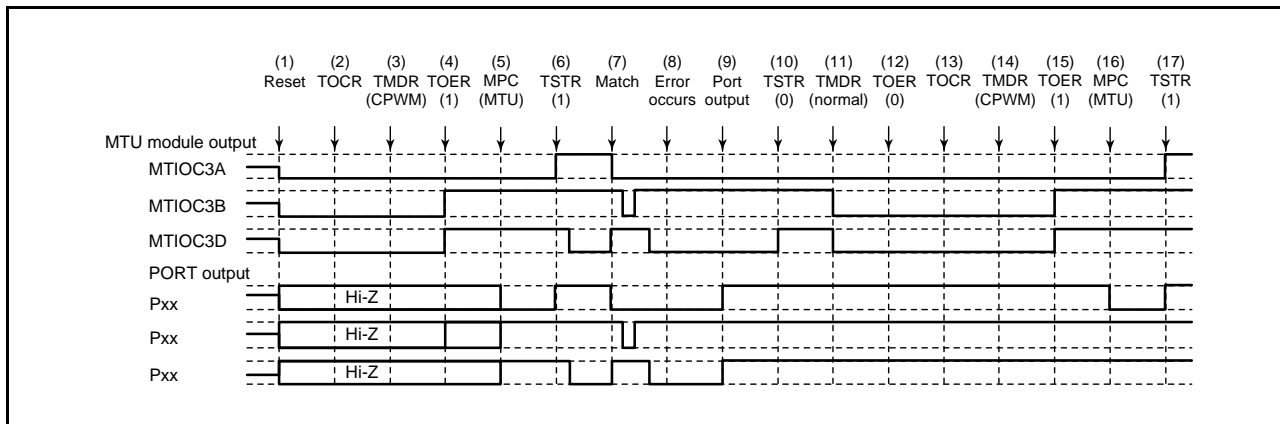 (1) (2) (3) (4) (5) (6) (7) (8) (9) (10) (11) (12) (13) (14) (15) (16) (17)
Reset TOCR TMDR TOER MPC TSTR Match Error Port TSTR TMDR TOER TOCR TMDR TOER MPC TSTR
(CPWM) (1) (MTU) (1) occurs output (0) (normal) (0) (CPWM) (1) (MTU) (1)
MTU module output
MTIOC3A
MTIOC3B
MTIOC3D
PORT output
Pxx Hi-Z
Pxx Hi-Z
Pxx Hi-Z